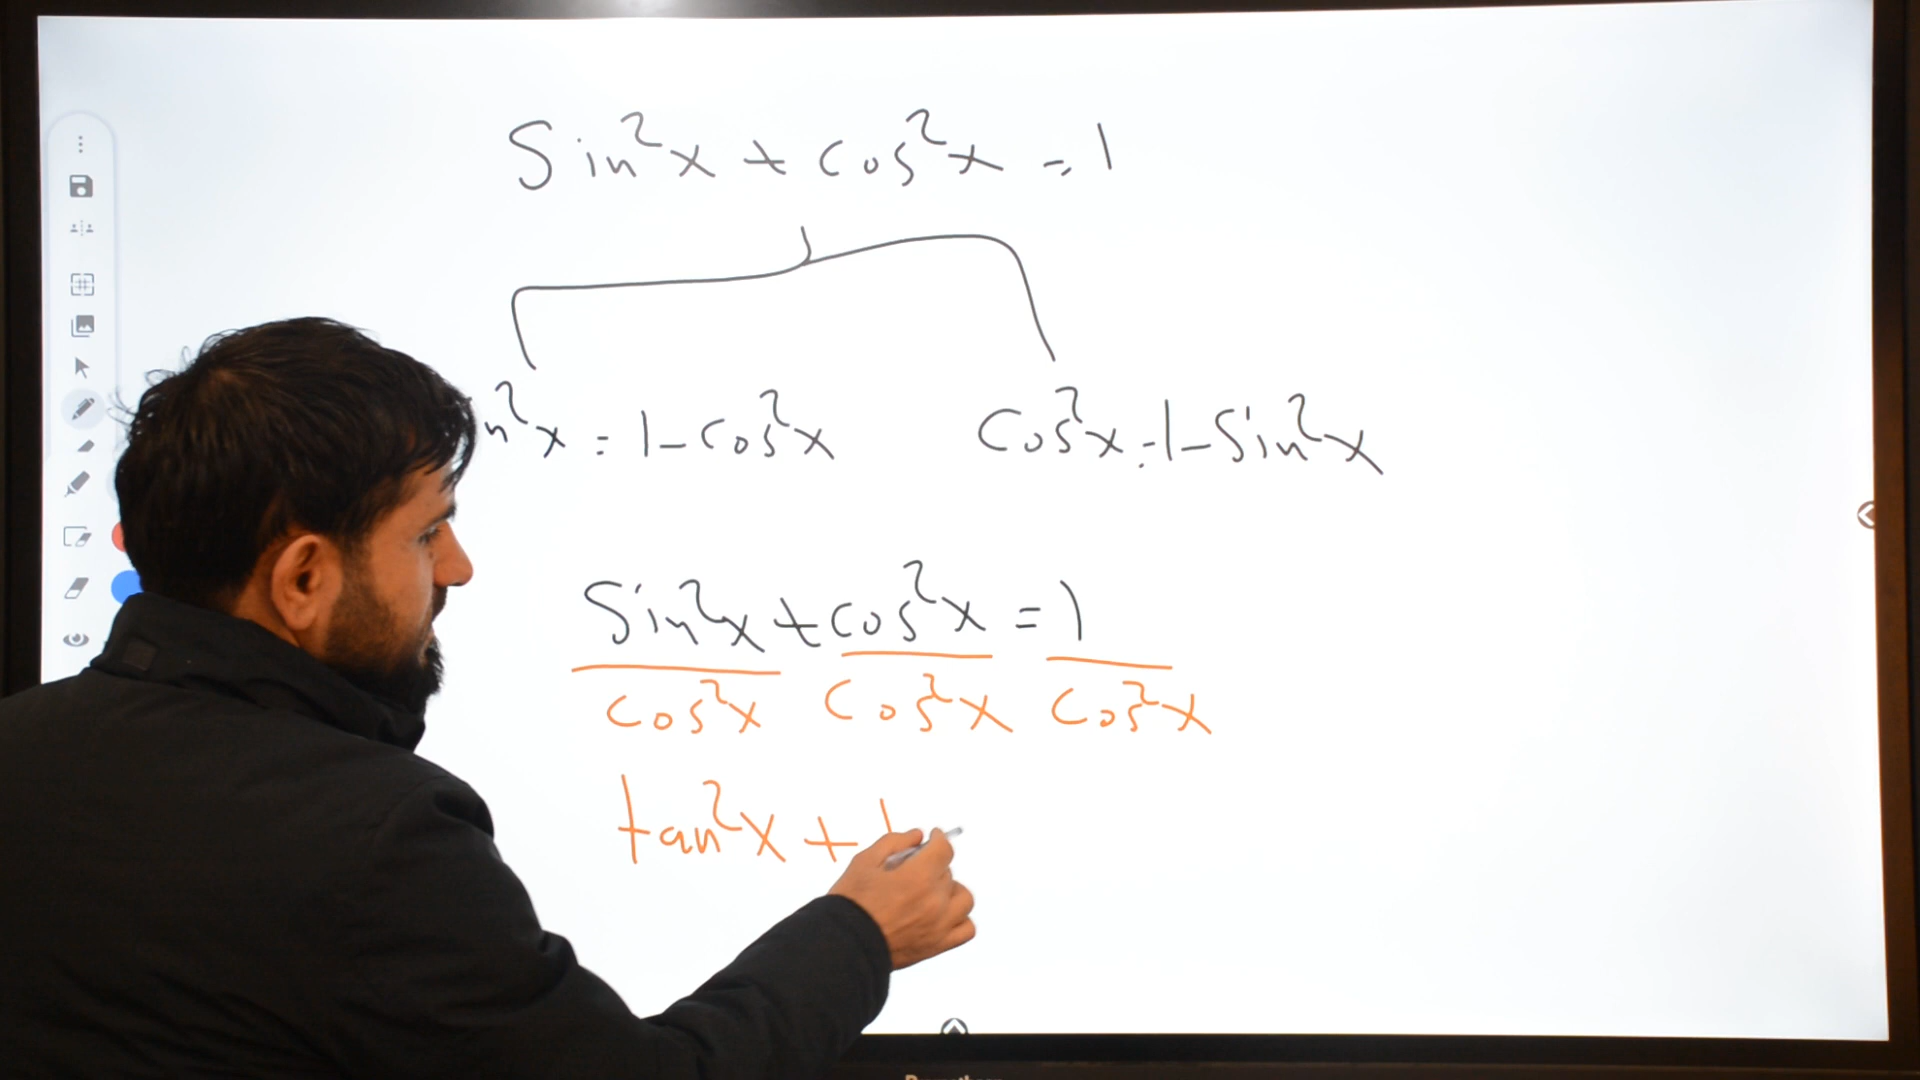 Sin²x + cos²x = 1
n²x = 1 - cos²x    Cos²x = 1 - Sin²x
Sin²x + cos²x = 1
cos²x    Cos²x    Cos²x
tan²x + 1